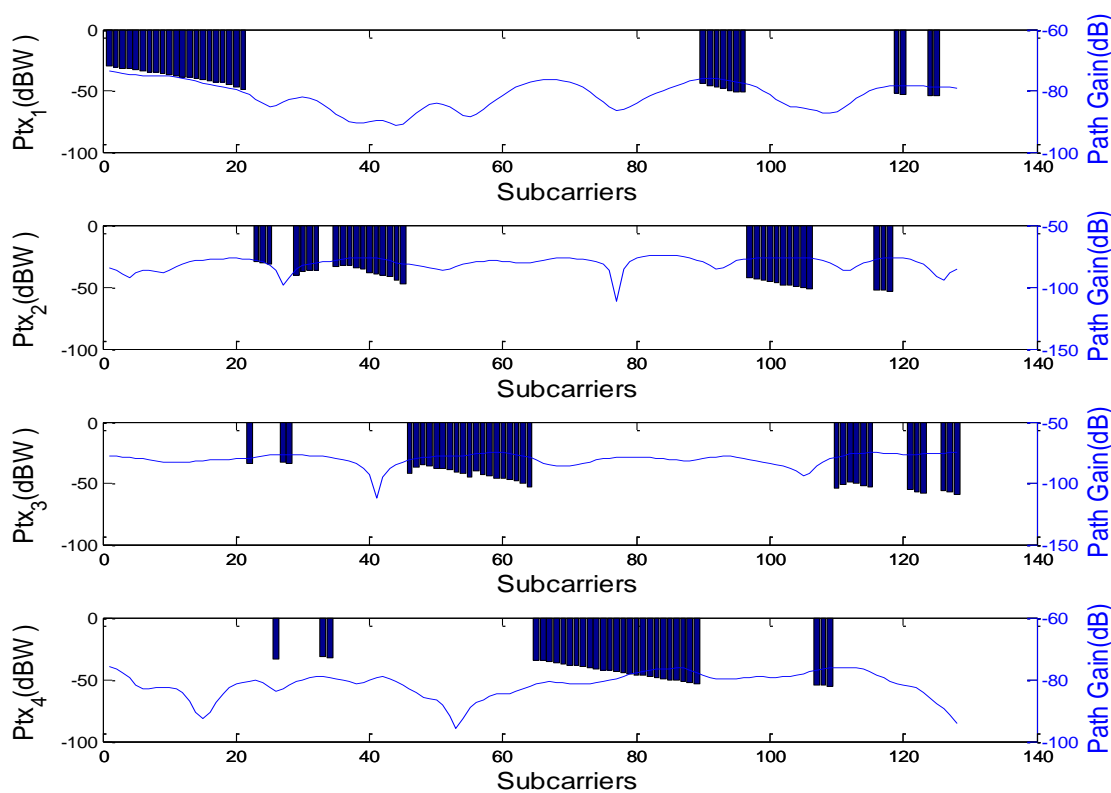 0 -60
Ptx1(dBW) -50 -80 Path Gain(dB)
-100 -100
0 20 40 60 80 100 120 140
Subcarriers
0 -50
Ptx2(dBW) -50 -100 Path Gain(dB)
-100 -150
0 20 40 60 80 100 120 140
Subcarriers
0 -50
Ptx3(dBW) -50 -100 Path Gain(dB)
-100 -150
0 20 40 60 80 100 120 140
Subcarriers
0 -60
Ptx4(dBW) -50 -80 Path Gain(dB)
-100 -100
0 20 40 60 80 100 120 140
Subcarriers